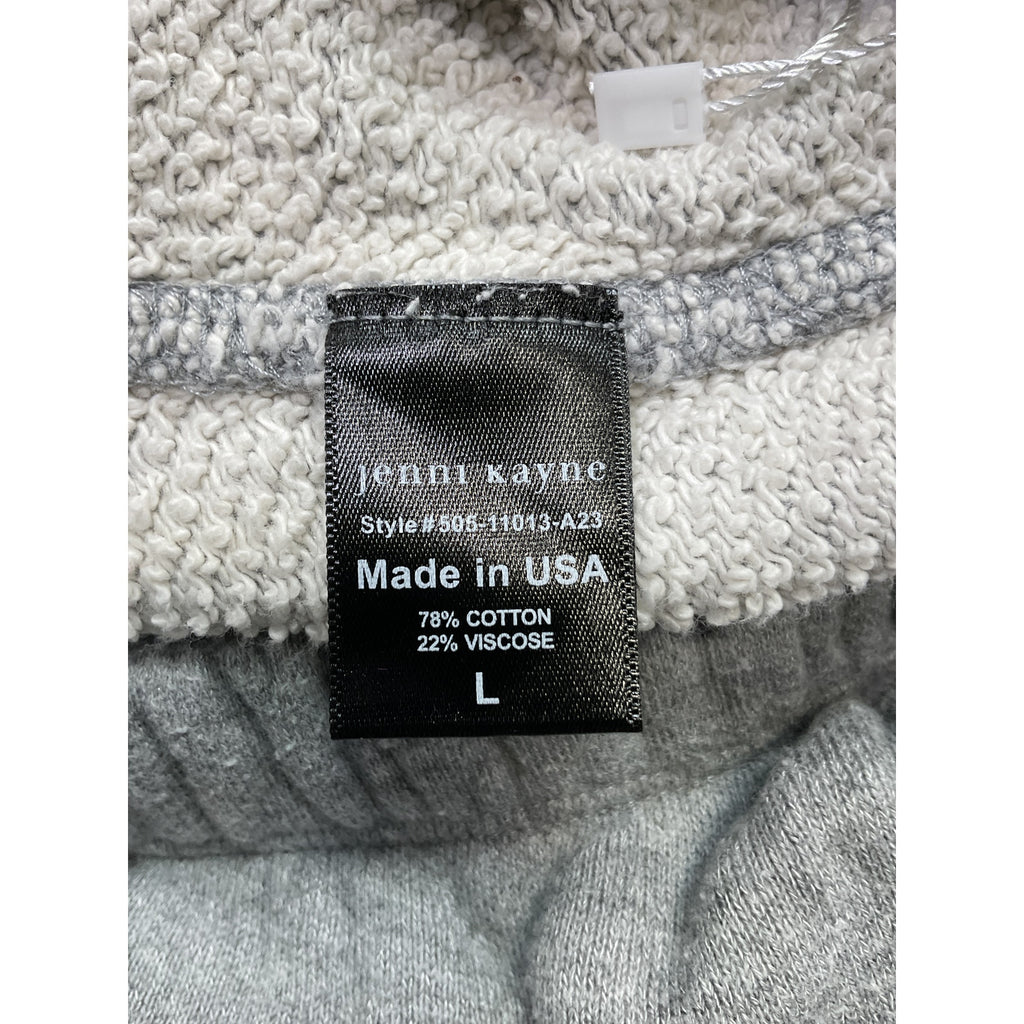 jenni kayne
Style#505-11013-A23
Made in USA
78% COTTON
22% VISCOSE
L